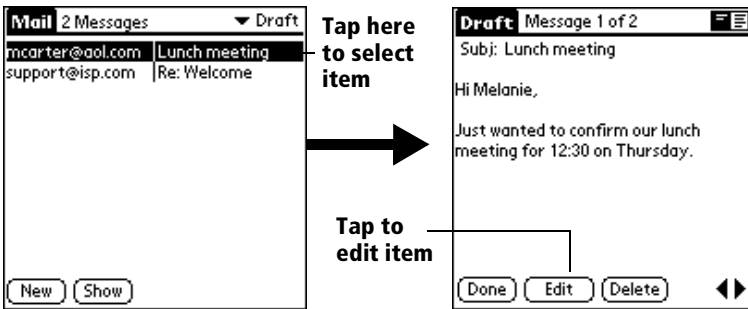 Mail 2 Messages Draft
mcarter@aol.com Lunch meeting
support@isp.com Re: Welcome
New Show
Tap here
to select
item
Tap to
edit item
Draft Message 1 of 2
Subj: Lunch meeting
Hi Melanie,
Just wanted to confirm our lunch
meeting for 12:30 on Thursday.
Done Edit Delete